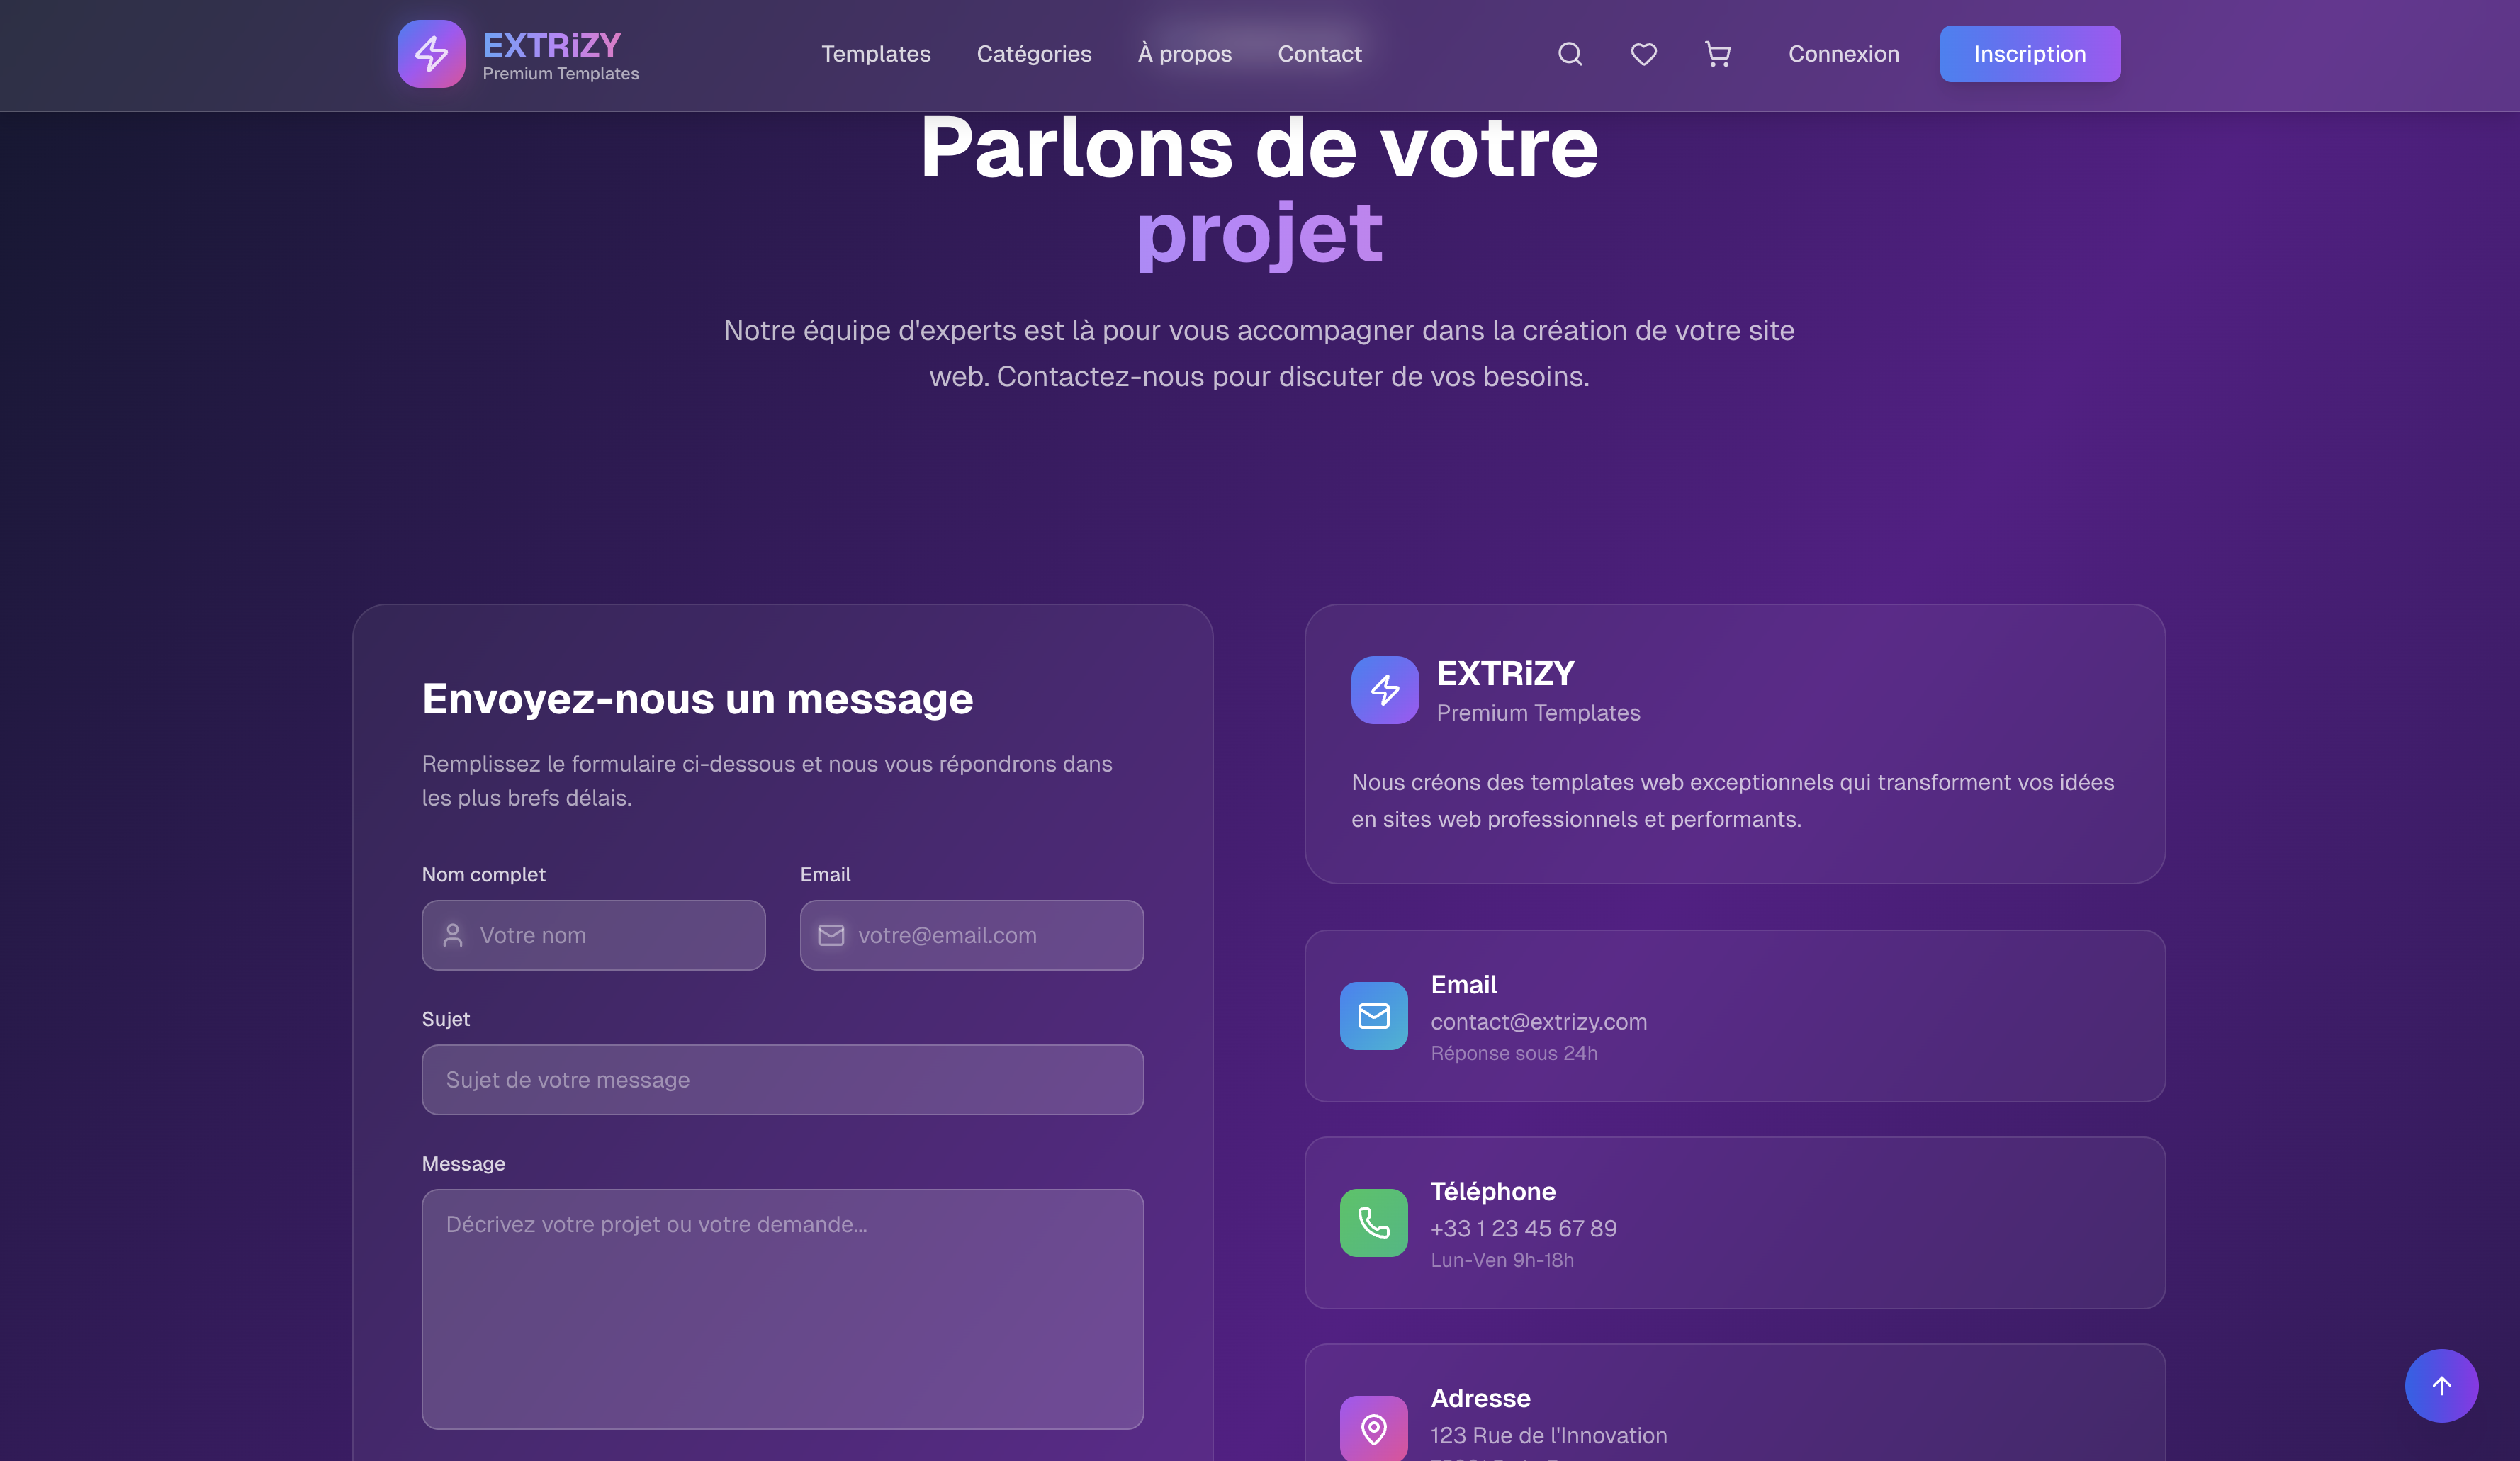 EXTRiZY
Premium Templates
Templates
Catégories
À propos
Contact
Connexion
Inscription
Parlons de votre
projet
Notre équipe d'experts est là pour vous accompagner dans la création de votre site
web. Contactez-nous pour discuter de vos besoins.
Envoyez-nous un message
Remplissez le formulaire ci-dessous et nous vous répondrons dans
les plus brefs délais.
Nom complet
Votre nom
Email
votre@email.com
Sujet
Sujet de votre message
Message
Décrivez votre projet ou votre demande...
EXTRiZY
Premium Templates
Nous créons des templates web exceptionnels qui transforment vos idées
en sites web professionnels et performants.
Email
contact@extrizy.com
Réponse sous 24h
Téléphone
+33 1 23 45 67 89
Lun-Ven 9h-18h
Adresse
123 Rue de l'Innovation